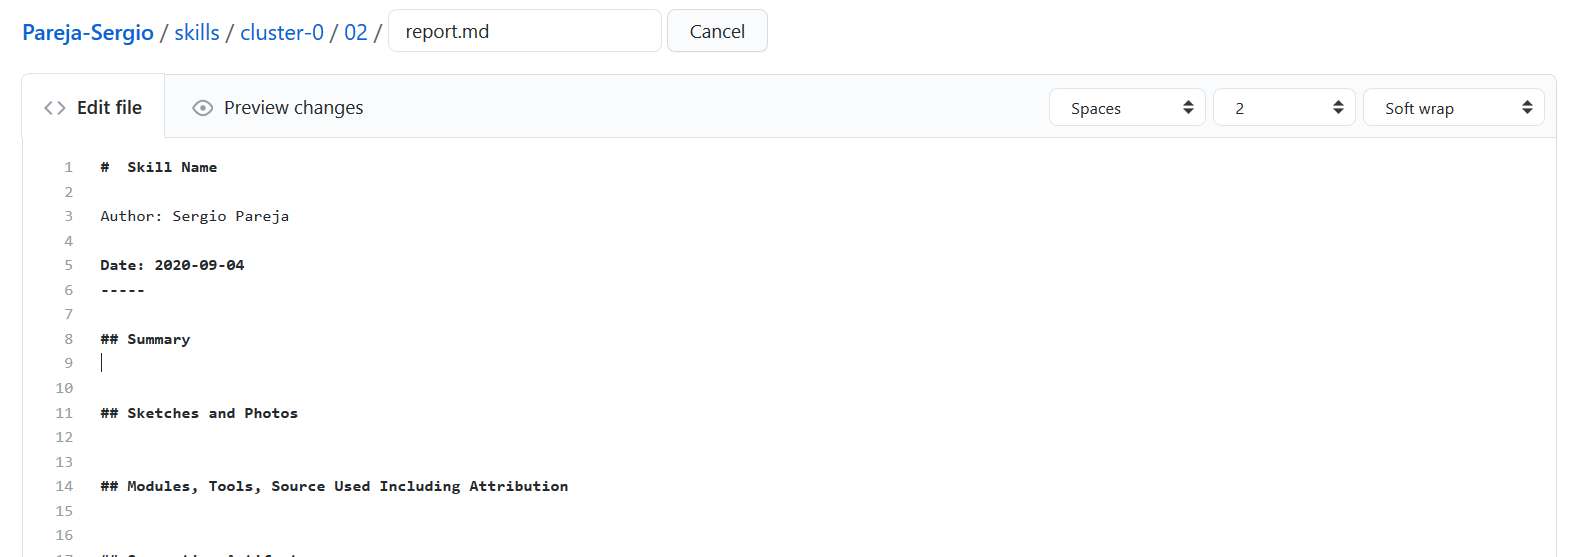 Pareja-Sergio / skills / cluster-0 / 02 / report.md Cancel
Edit file Preview changes Spaces 2 Soft wrap
1 #  Skill Name
2
3 Author: Sergio Pareja
4
5 Date: 2020-09-04
6 -----
7
8 ## Summary
9
10
11 ## Sketches and Photos
12
13
14 ## Modules, Tools, Source Used Including Attribution
15
16